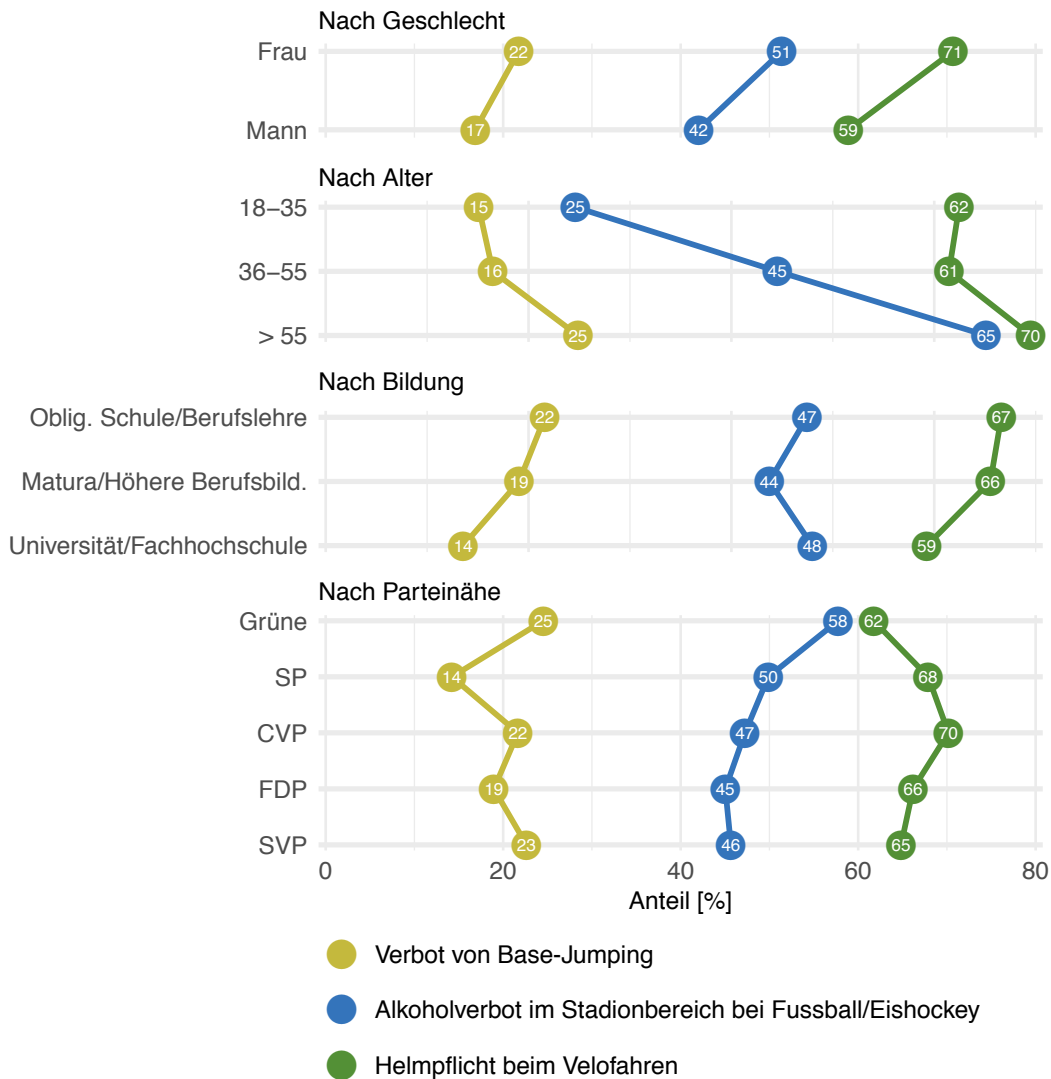 Nach Geschlecht
Frau 22 51 71
Mann 17 42 59
Nach Alter
18–35 15 25 62
36–55 16 45 61
> 55 25 65 70
Nach Bildung
Oblig. Schule/Berufslehre 22 47 67
Matura/Höhere Berufsbild. 19 44 66
Universität/Fachhochschule 14 48 59
Nach Parteinähe
Grüne 25 58 62
SP 14 50 68
CVP 22 47 70
FDP 19 45 66
SVP 23 46 65
0 20 40 60 80
Anteil [%]
Verbot von Base-Jumping
Alkoholverbot im Stadionbereich bei Fussball/Eishockey
Helmpflicht beim Velofahren